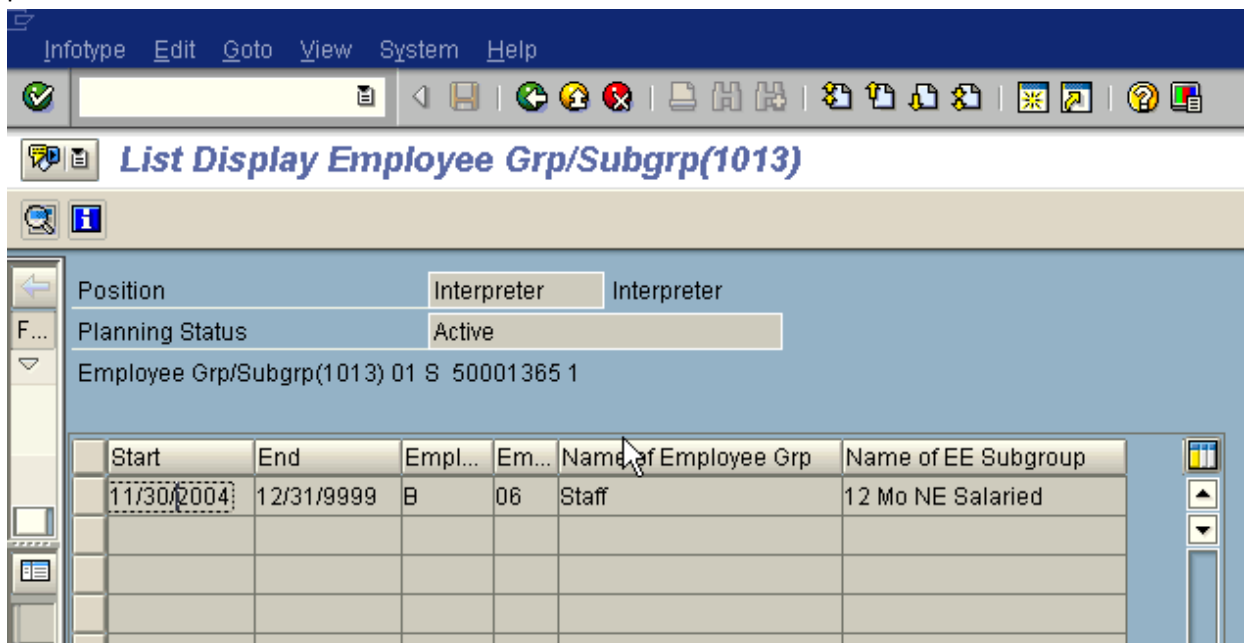 Infotype Edit Goto View System Help
List Display Employee Grp/Subgrp(1013)
Position Interpreter Interpreter
F... Planning Status Active
Employee Grp/Subgrp(1013) 01 S 50001365 1
Start End Empl... Em... Name of Employee Grp Name of EE Subgroup
11/30/2004 12/31/9999 B 06 Staff 12 Mo NE Salaried